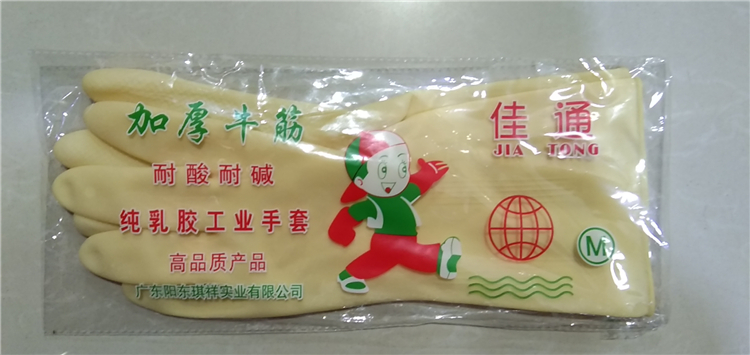 加厚牛筋
耐酸耐碱
纯乳胶工业手套
高品质产品
广东阳东琪祥实业有限公司
佳通
JIA TONG
M